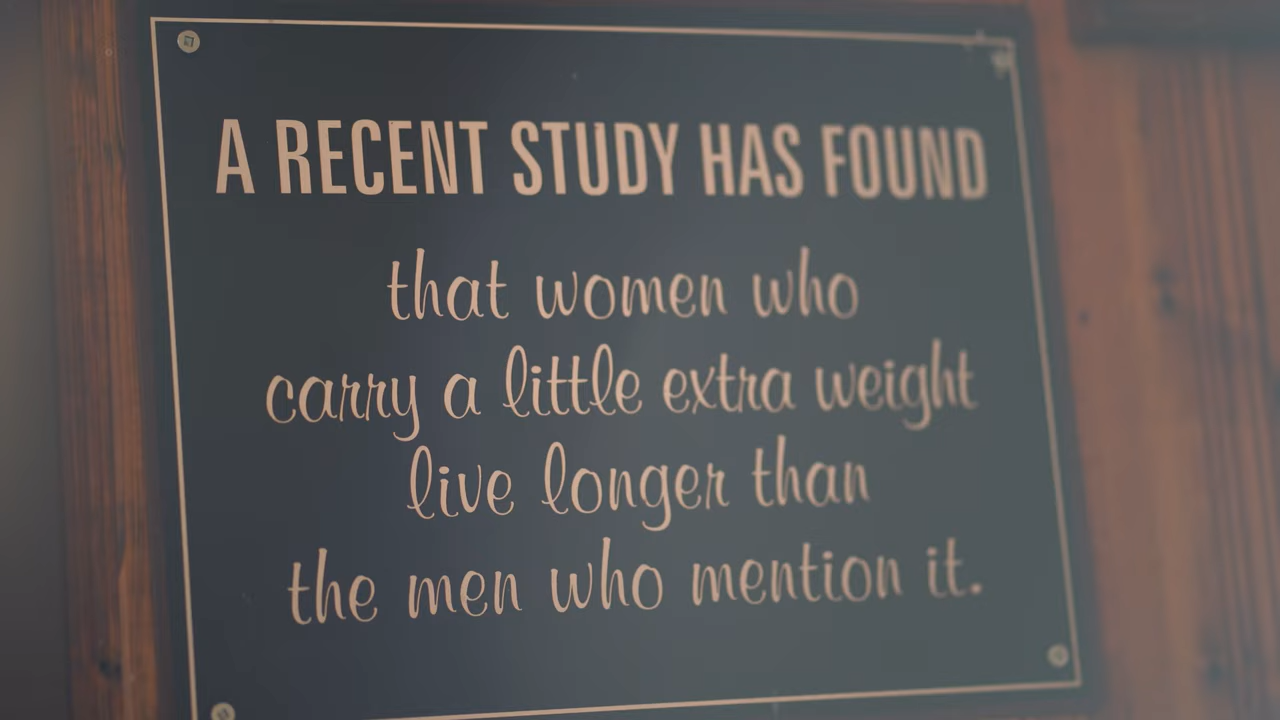 A RECENT STUDY HAS FOUND
that women who
carry a little extra weight
live longer than
the men who mention it.